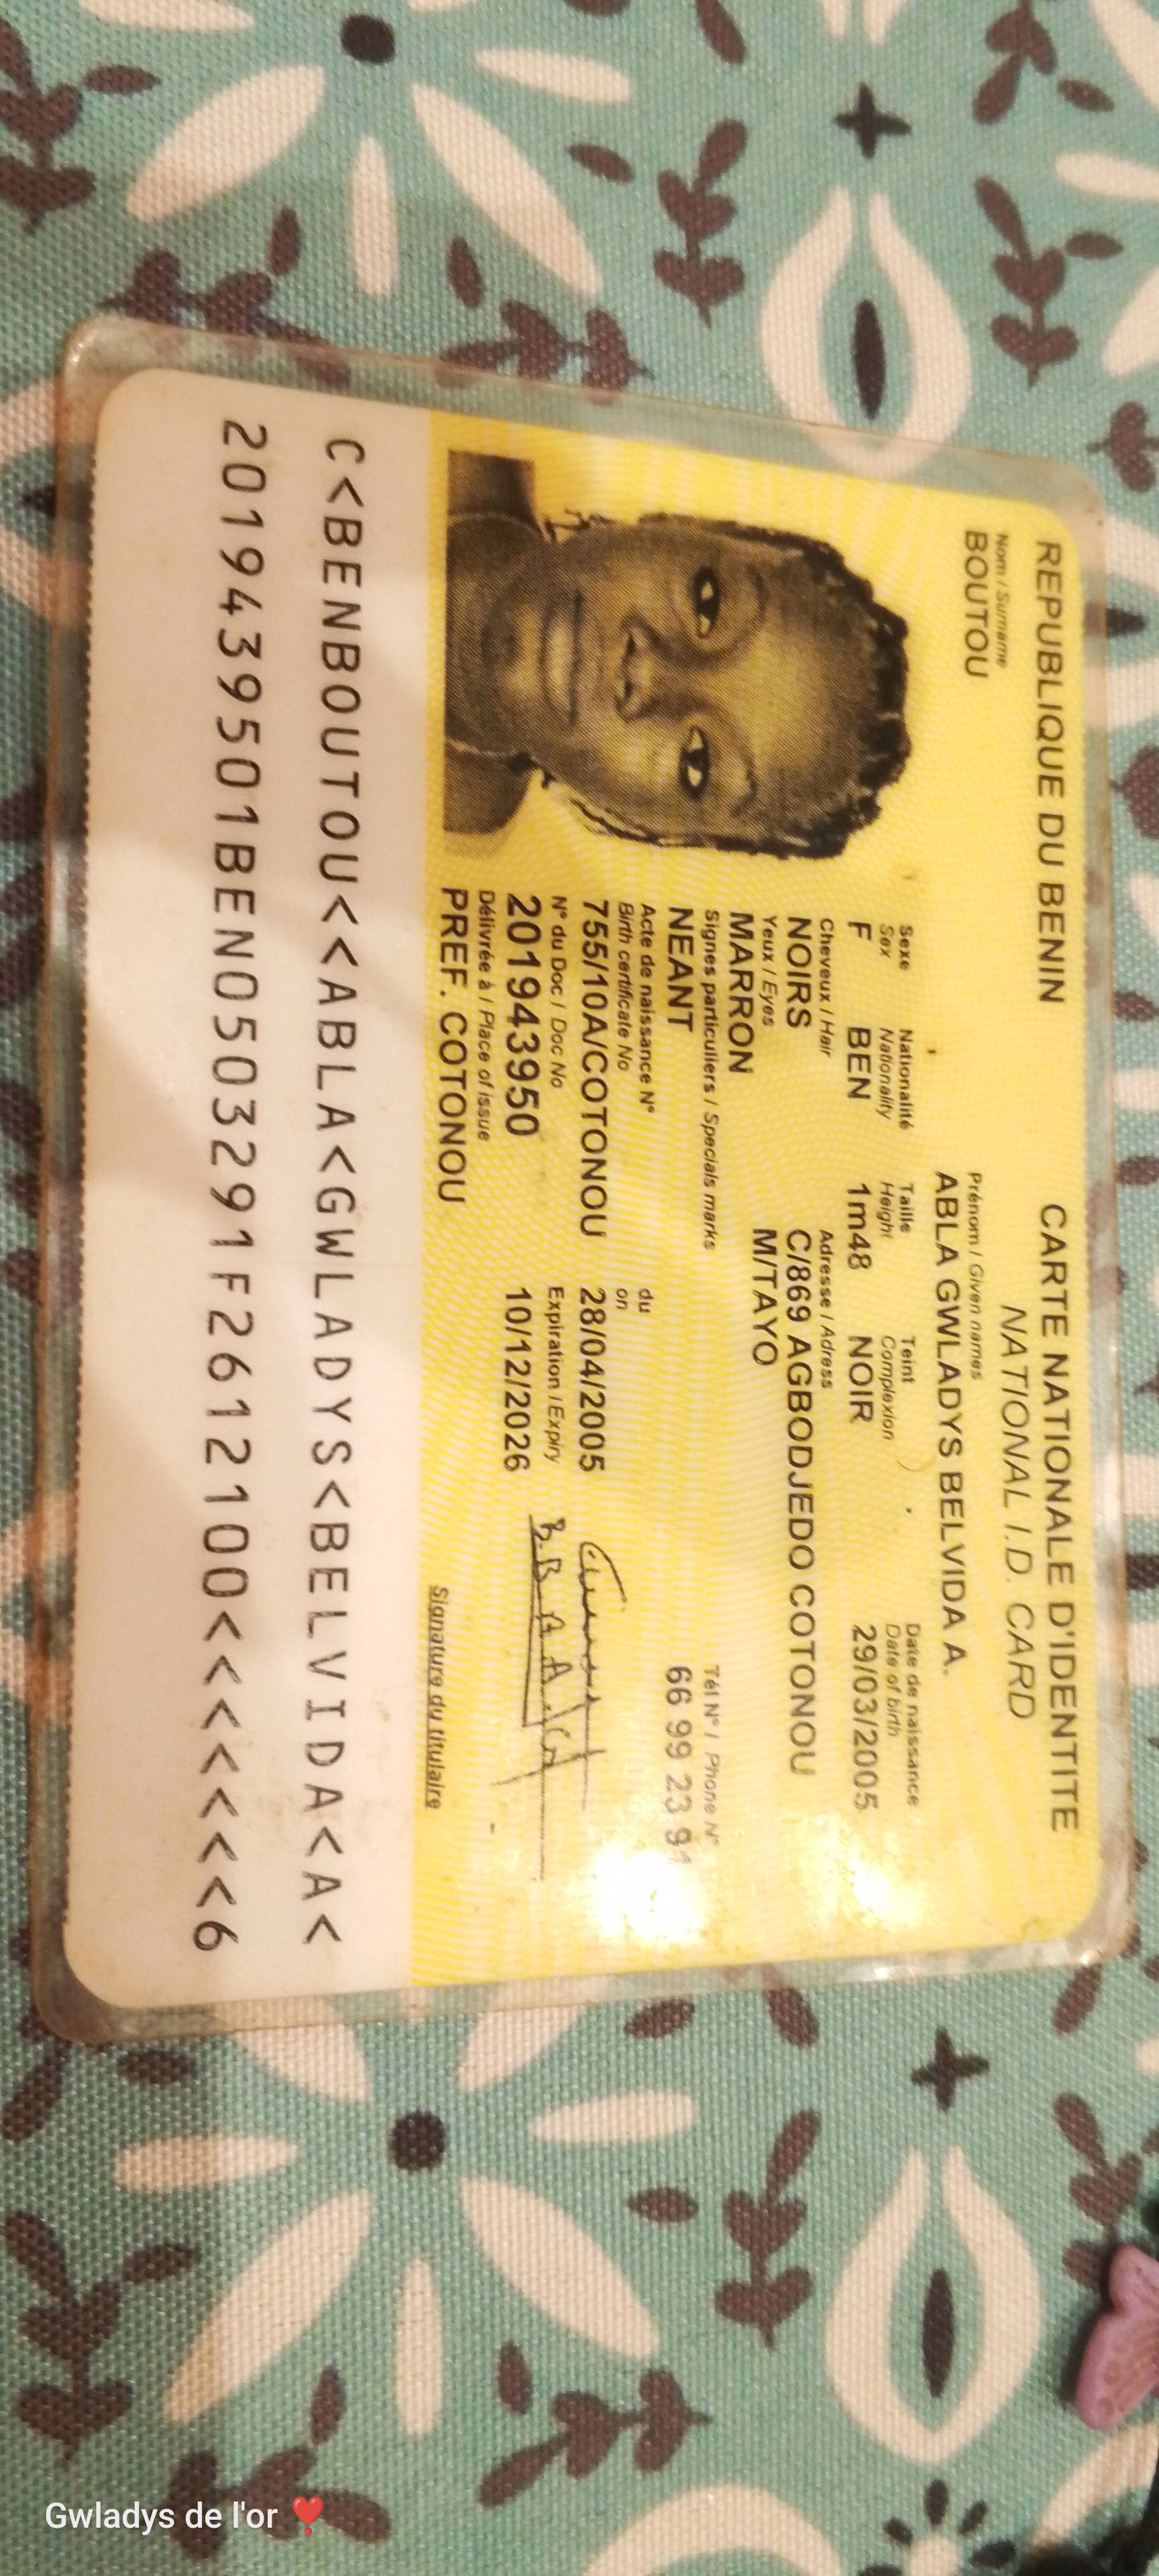 REPUBLIQUE DU BENIN
CARTE NATIONALE D'IDENTITE
NATIONAL I.D. CARD
Nom / Surname
BOUTOU
Prénom / Given names
ABLA GWLADYS BELVIDA A.
Sexe Nationalité Taille Teint Date de naissance
Sex Nationality Height Complexion Date of birth
F BEN 1m48 NOIR 29/03/2005
Cheveux / Hair Adresse / Adress
NOIRS C/869 AGBODJEDO COTONOU
Yeux / Eyes M/TAYO
MARRON
Signes particuliers / Specials marks Tél N° / Phone N°
NEANT 66 99 23 91
Acte de naissance N° du
Birth certificate No on
755/10A/COTONOU 28/04/2005
N° du Doc / Doc No Expiration / Expiry
201943950 10/12/2026
Délivrée à / Place of issue
PREF. COTONOU
Signature du titulaire
C<BENBOUTOU<<ABLA<GWLADYS<BELVIDA<A<
2019439501BEN0503291F2612100<<<<<<<6
Gwladys de l'or ❣️